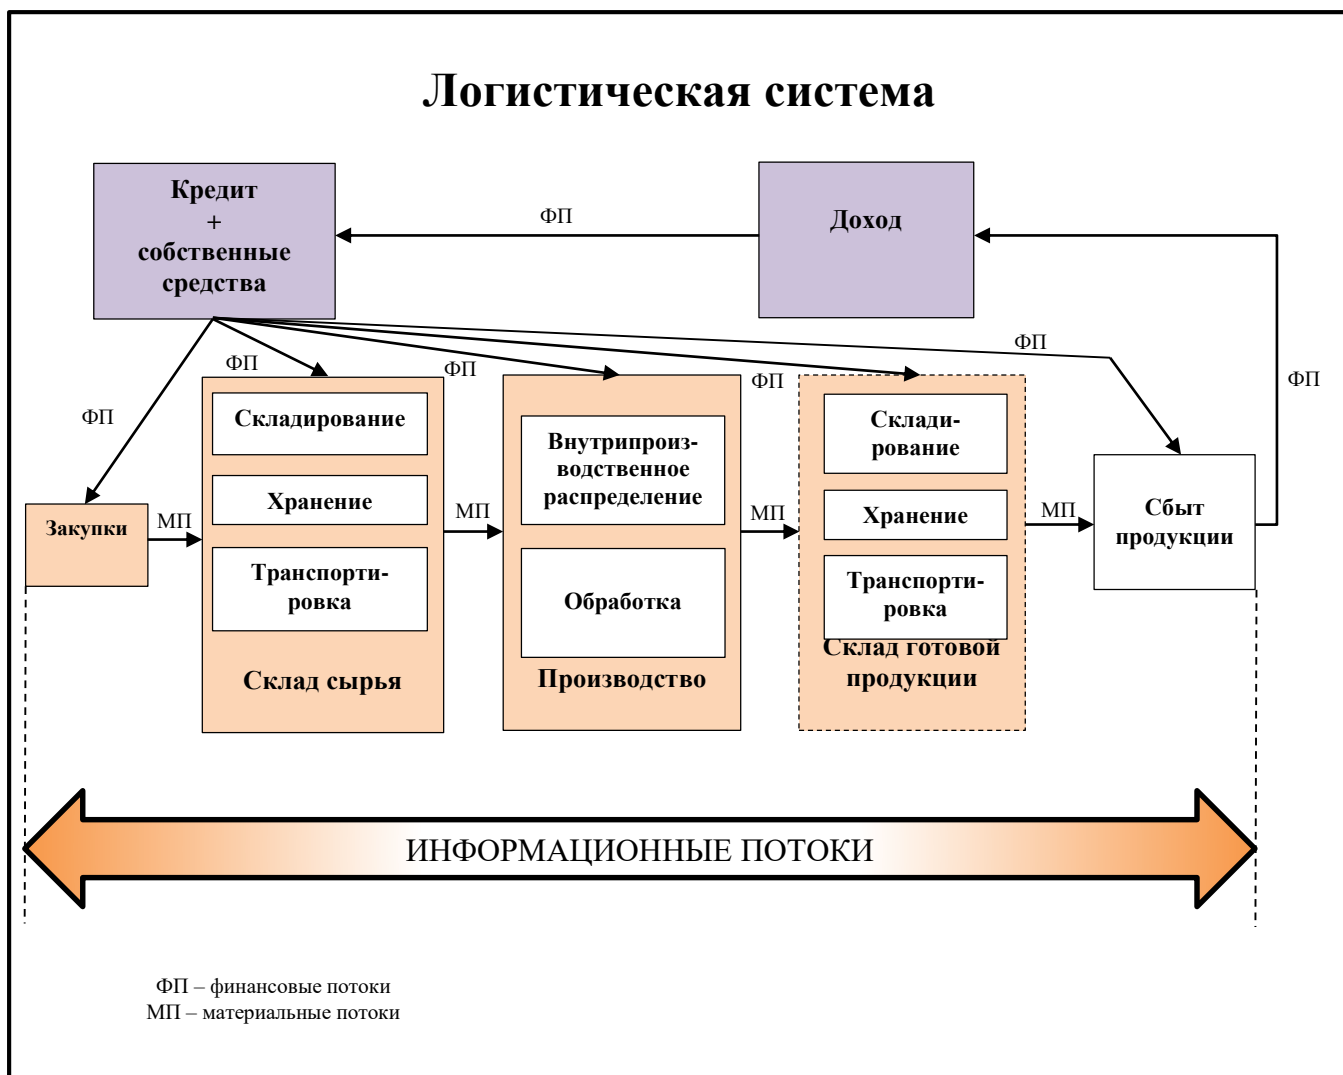 Логистическая система
Кредит
+
собственные
средства
ФП
Доход
ФП
ФП
ФП
ФП
ФП
ФП
Закупки
МП
Складирование
Хранение
Транспорти-
ровка
Склад сырья
МП
Внутрипроиз-
водственное
распределение
Обработка
Производство
МП
Склади-
рование
Хранение
Транспорти-
ровка
Склад готовой
продукции
МП
Сбыт
продукции
ИНФОРМАЦИОННЫЕ ПОТОКИ
ФП – финансовые потоки
МП – материальные потоки